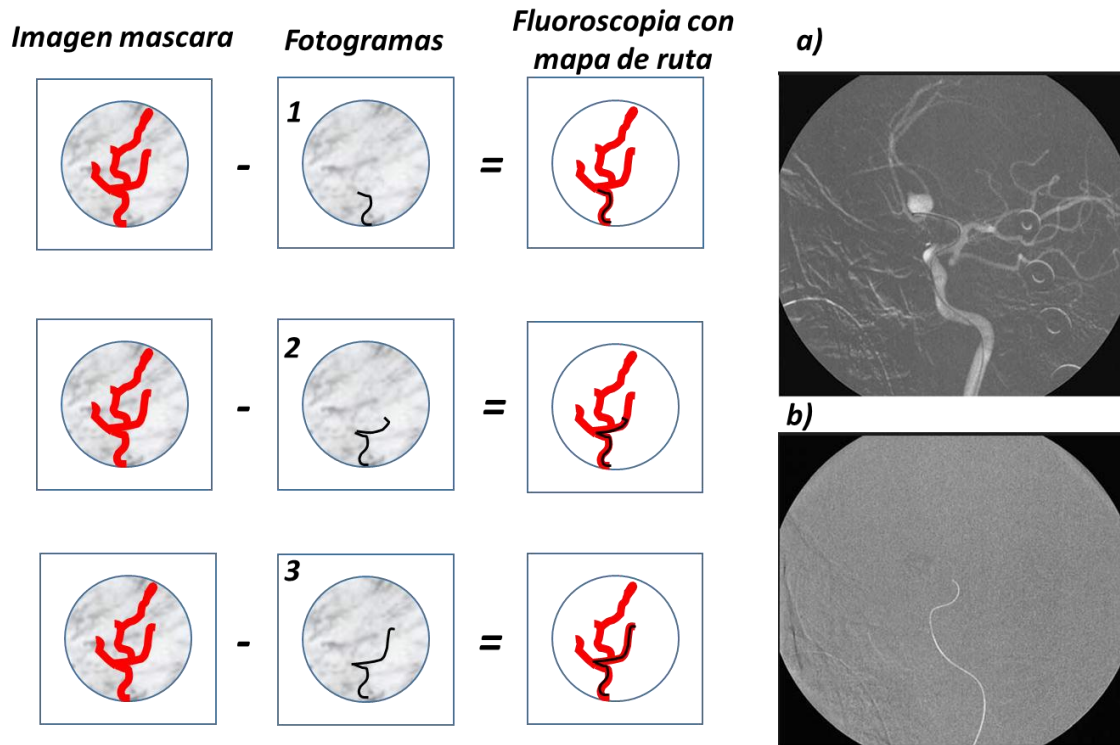 Imagen mascara
Fotogramas
Fluoroscopia con
mapa de ruta
a)
1
-
=
2
-
=
b)
3
-
=